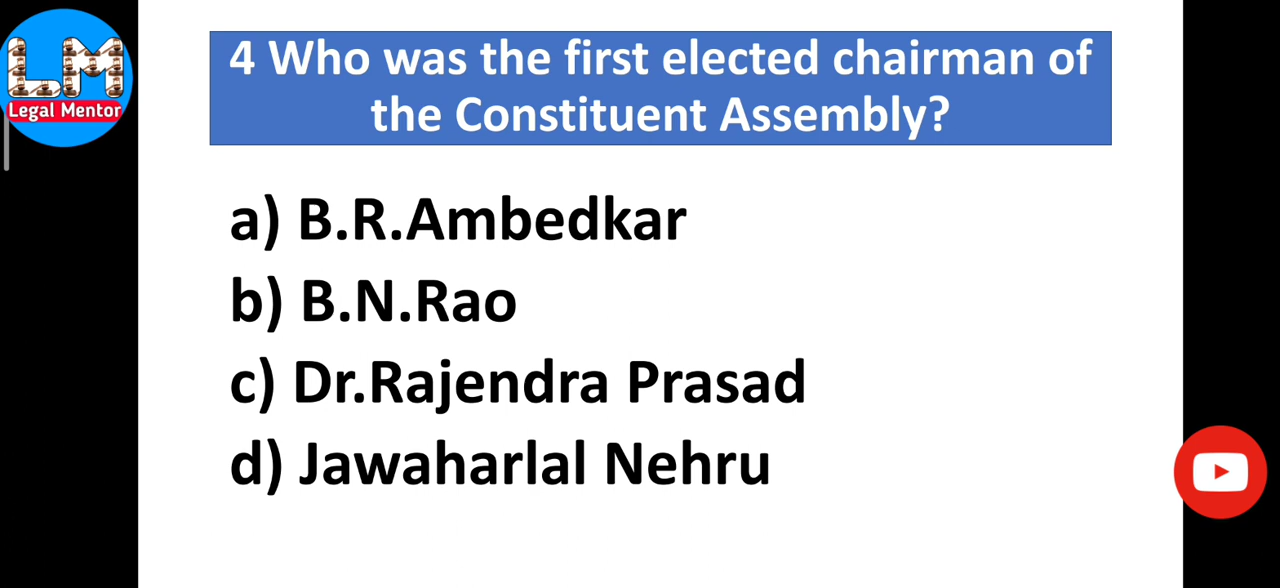 LM
Legal Mentor
4 Who was the first elected chairman of
the Constituent Assembly?
a) B.R.Ambedkar
b) B.N.Rao
c) Dr.Rajendra Prasad
d) Jawaharlal Nehru